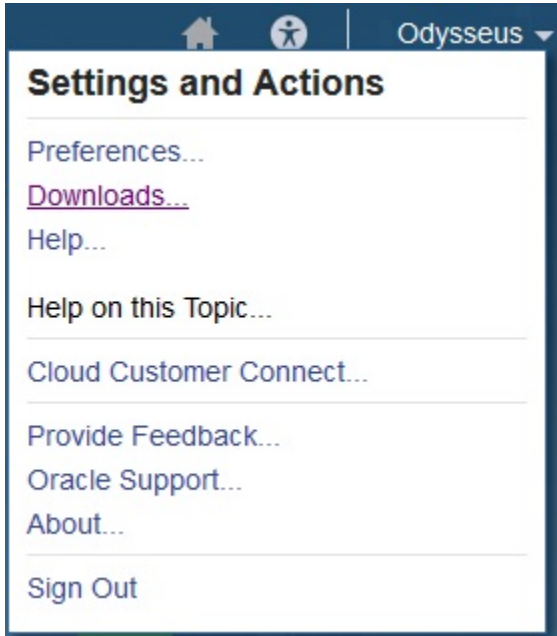 Odysseus
Settings and Actions
Preferences...
Downloads...
Help...
Help on this Topic...
Cloud Customer Connect...
Provide Feedback...
Oracle Support...
About...
Sign Out